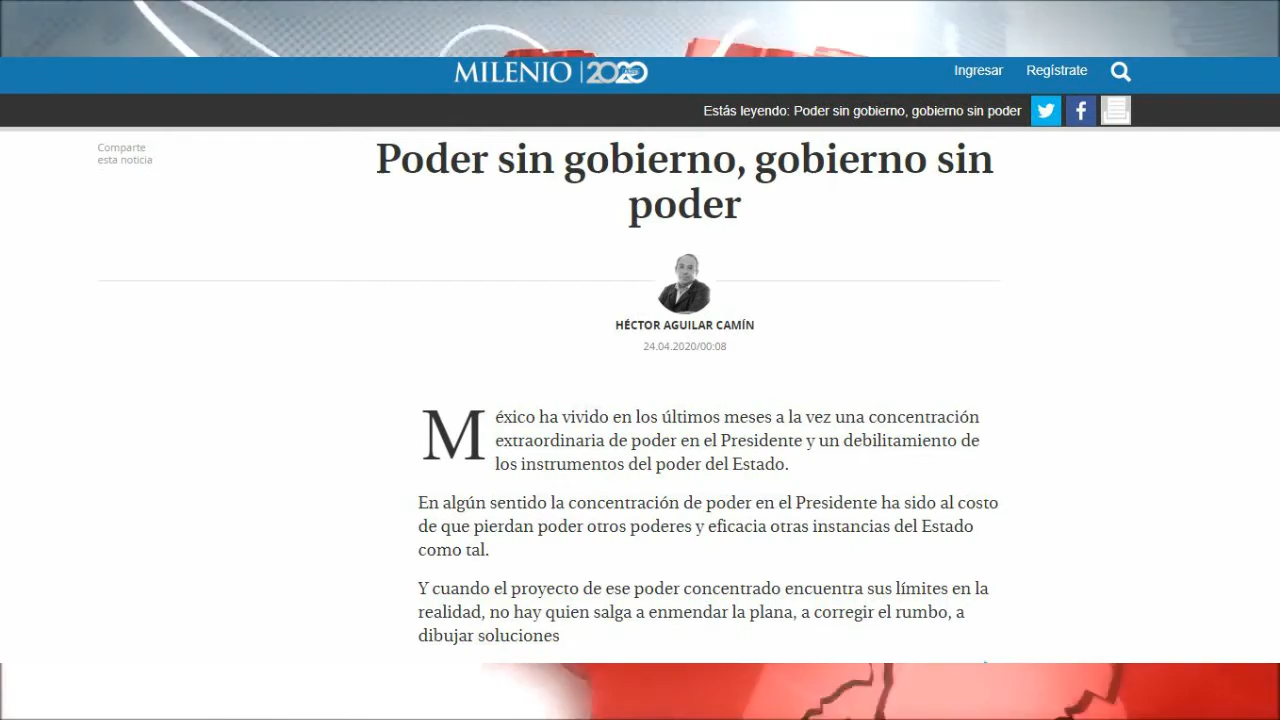 MILENIO | 2020
Ingresar
Regístrate
Estás leyendo: Poder sin gobierno, gobierno sin poder
Comparte
esta noticia
Poder sin gobierno, gobierno sin
poder
HÉCTOR AGUILAR CAMÍN
24.04.2020/00:08
México ha vivido en los últimos meses a la vez una concentración
extraordinaria de poder en el Presidente y un debilitamiento de
los instrumentos del poder del Estado.
En algún sentido la concentración de poder en el Presidente ha sido al costo
de que pierdan poder otros poderes y eficacia otras instancias del Estado
como tal.
Y cuando el proyecto de ese poder concentrado encuentra sus límites en la
realidad, no hay quien salga a enmendar la plana, a corregir el rumbo, a
dibujar soluciones